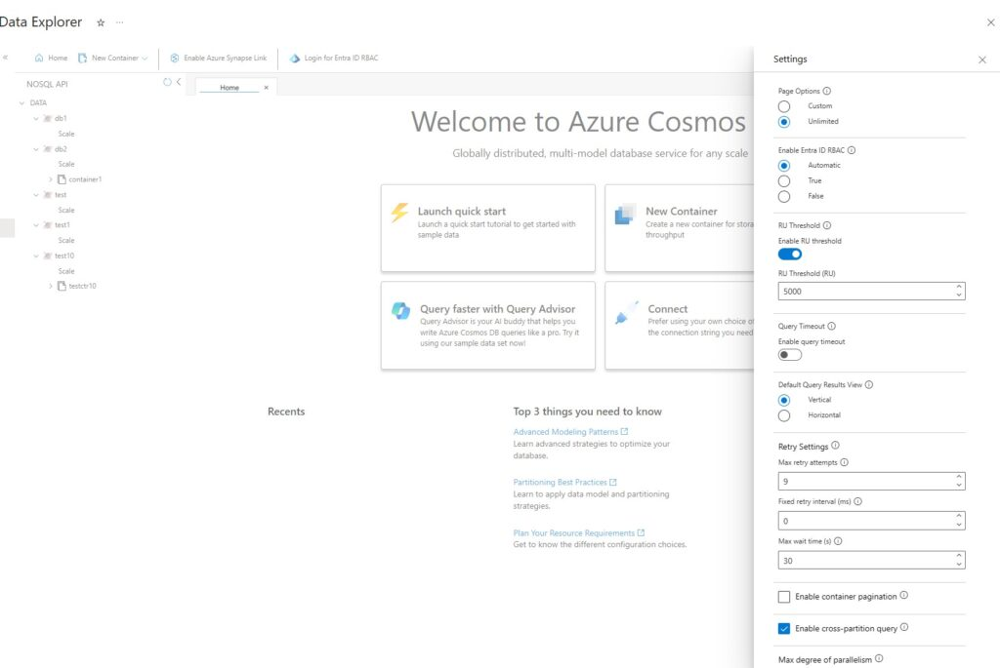 Data Explorer
Home
New Container
Enable Azure Synapse Link
Login for Entra ID RBAC
NOSQL API
DATA
db1
Scale
db2
Scale
container1
test
Scale
test1
Scale
test10
Scale
testctr10
Home
Welcome to Azure Cosmos
Globally distributed, multi-model database service for any scale
Launch quick start
Launch a quick start tutorial to get started with
sample data
New Container
Create a new container for stora
throughput
Query faster with Query Advisor
Query Advisor is your AI buddy that helps you
write Azure Cosmos DB queries like a pro. Try it
using our sample data set now!
Connect
Prefer using your own choice of
the connection string you need
Recents
Top 3 things you need to know
Advanced Modeling Patterns
Learn advanced strategies to optimize your
database.
Partitioning Best Practices
Learn to apply data model and partitioning
strategies.
Plan Your Resource Requirements
Get to know the different configuration choices.
Settings
Page Options
Custom
Unlimited
Enable Entra ID RBAC
Automatic
True
False
RU Threshold
Enable RU threshold
RU Threshold (RU)
5000
Query Timeout
Enable query timeout
Default Query Results View
Vertical
Horizontal
Retry Settings
Max retry attempts
9
Fixed retry interval (ms)
0
Max wait time (s)
30
Enable container pagination
Enable cross-partition query
Max degree of parallelism